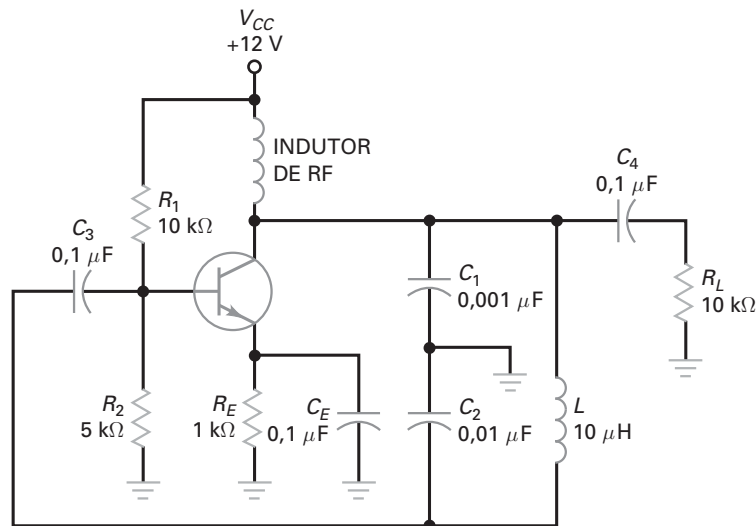 V_CC
+12 V
INDUTOR
DE RF
C_4
0,1 μF
R_1
10 kΩ
C_3
0,1 μF
C_1
0,001 μF
R_L
10 kΩ
R_2
5 kΩ
R_E
1 kΩ
C_E
0,1 μF
C_2
0,01 μF
L
10 μH